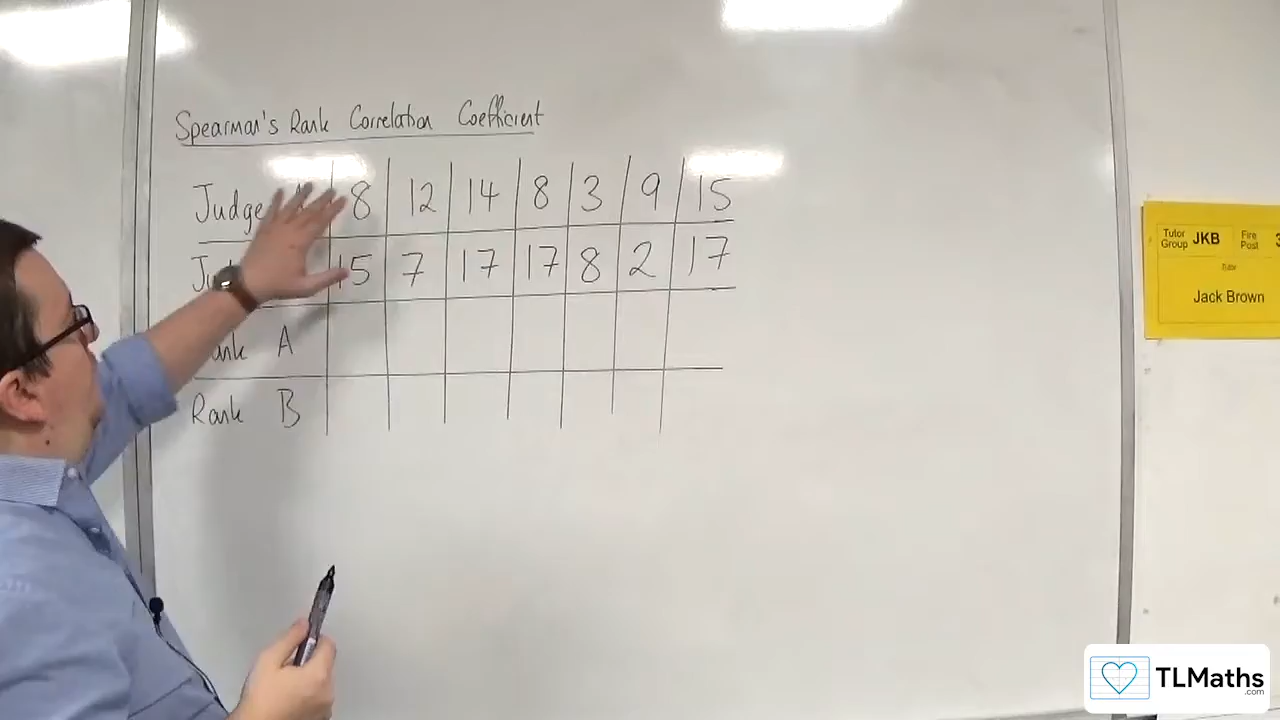 Spearman's Rank Correlation Coefficient
Judge 8 12 14 8 3 9 15
15 7 17 17 8 2 17
Rank A
Rank B
Tutor Group JKB Fire Post 3
Tutor
Jack Brown
TLMaths
.com